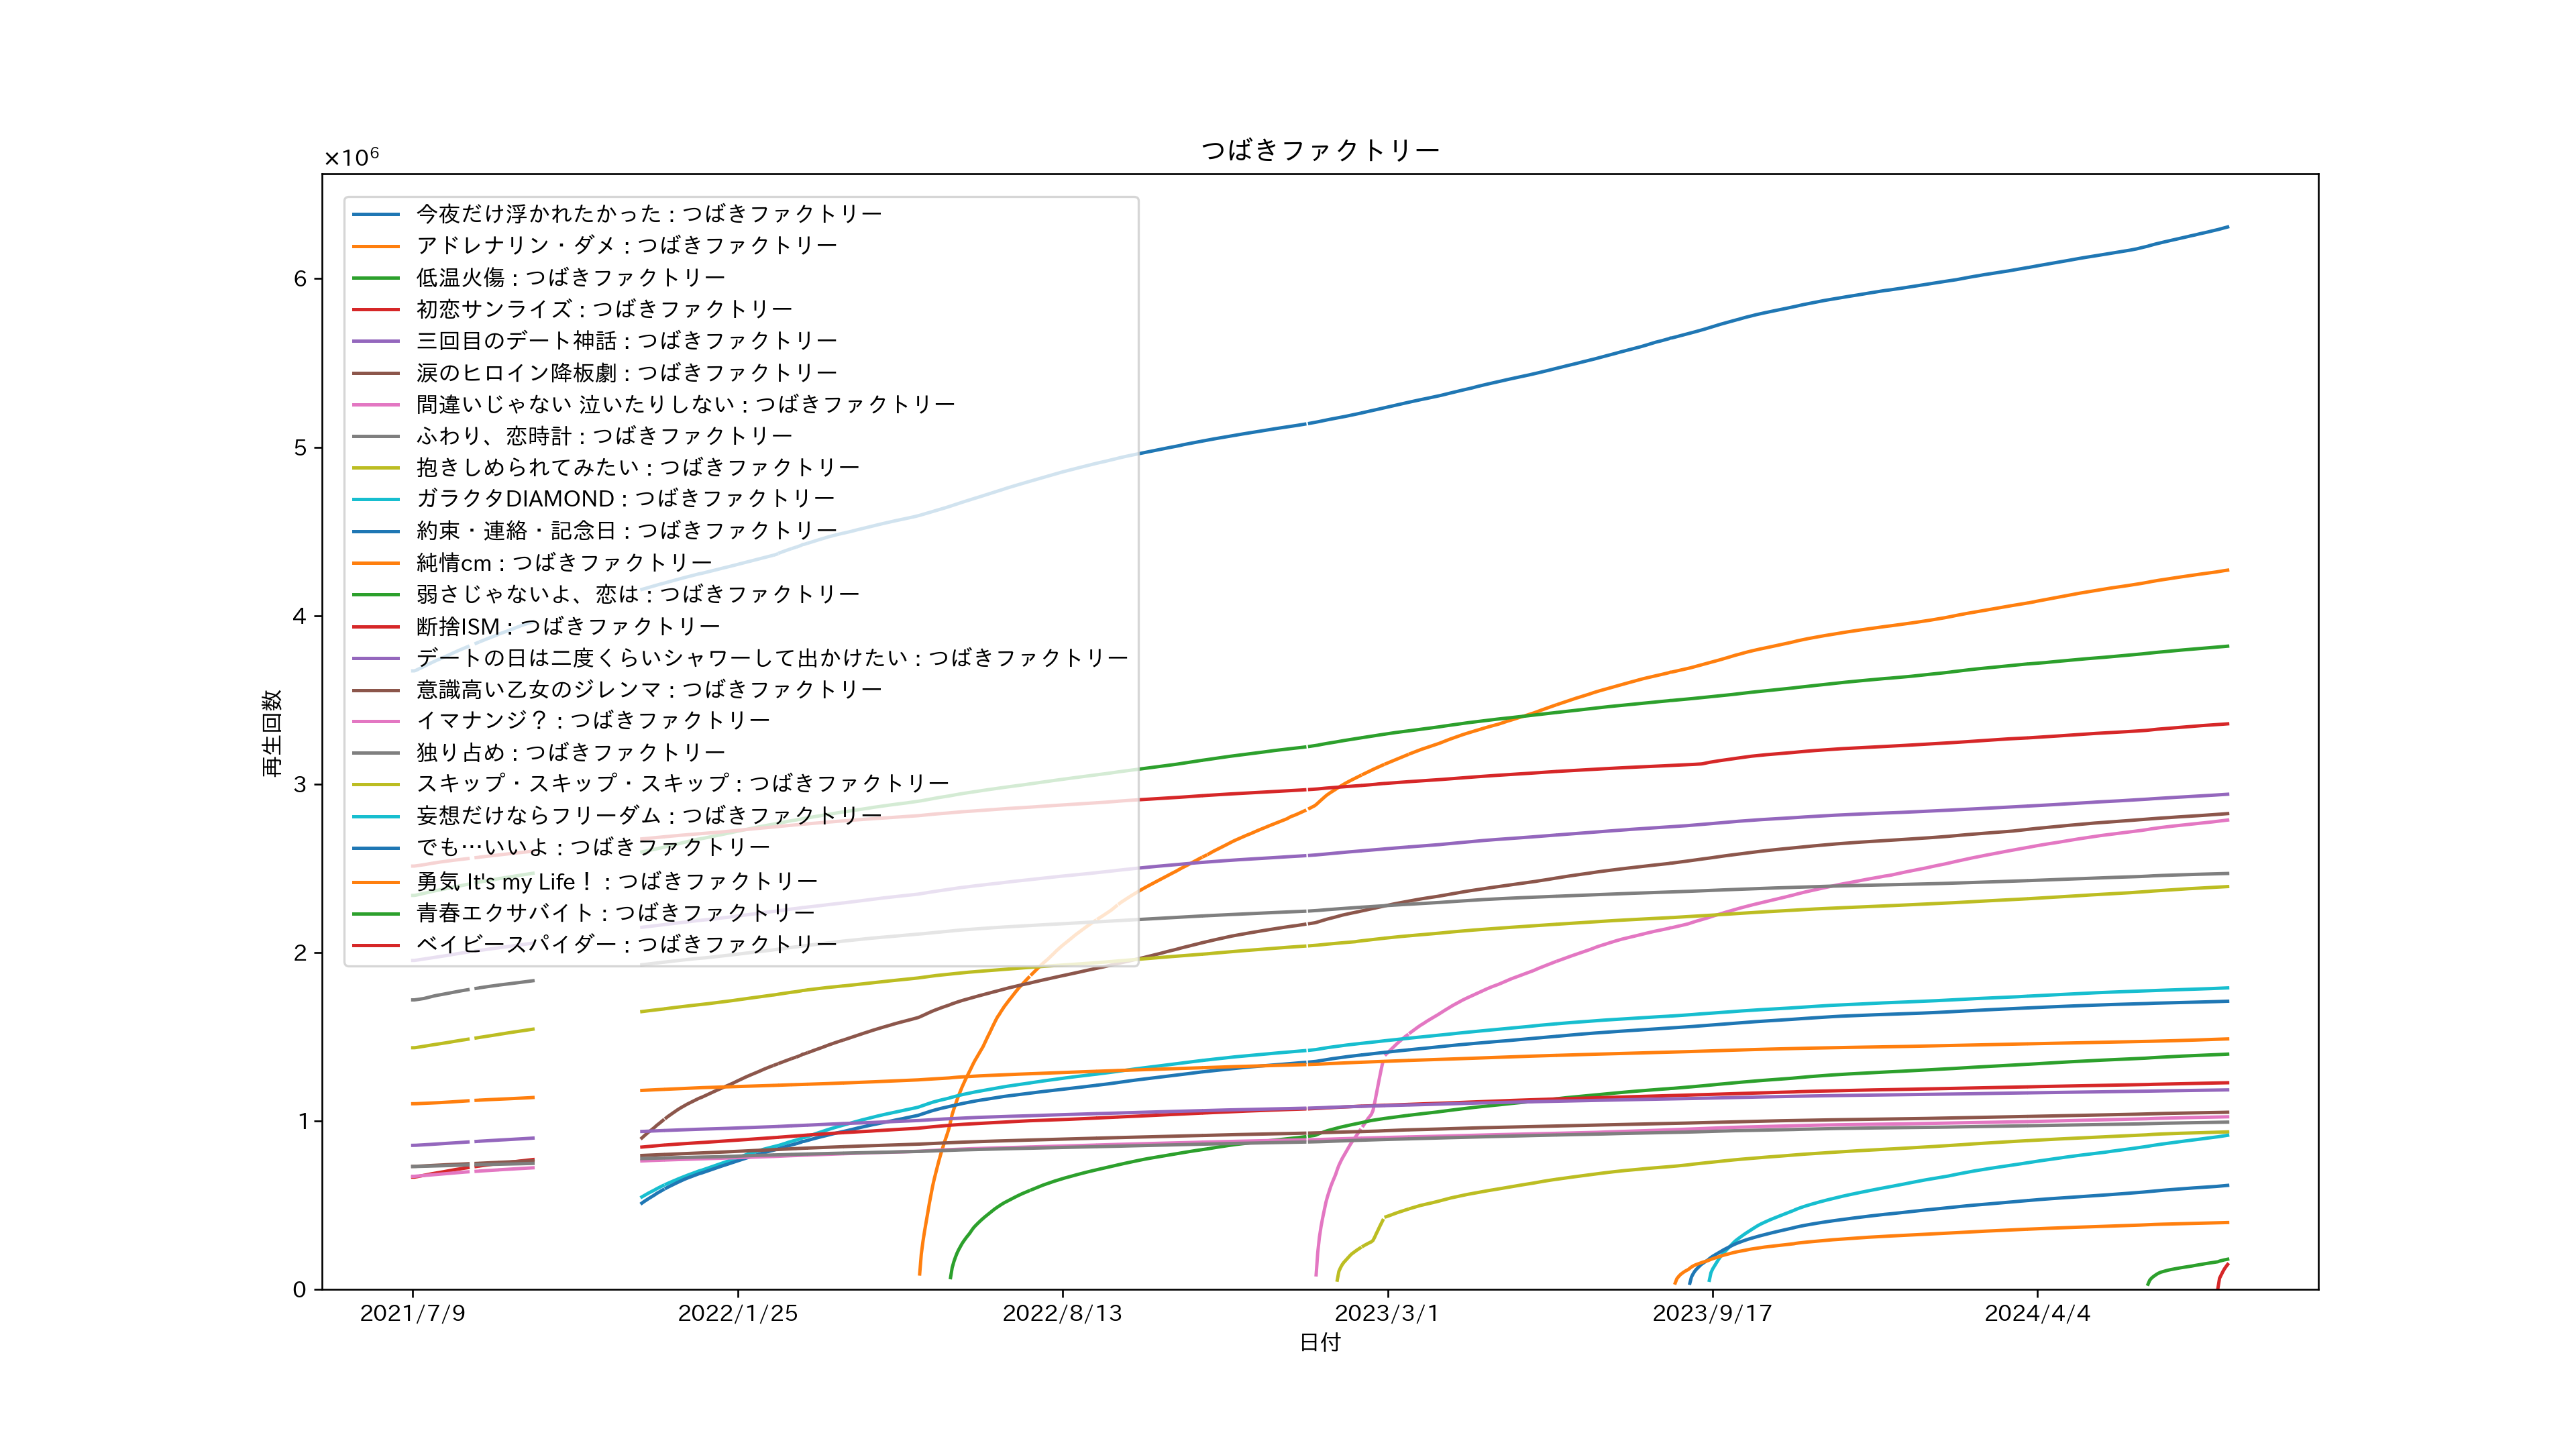 つばきファクトリー
×10⁶
今夜だけ浮かれたかった : つばきファクトリー
アドレナリン・ダメ : つばきファクトリー
低温火傷 : つばきファクトリー
初恋サンライズ : つばきファクトリー
三回目のデート神話 : つばきファクトリー
涙のヒロイン降板劇 : つばきファクトリー
間違いじゃない 泣いたりしない : つばきファクトリー
ふわり、恋時計 : つばきファクトリー
抱きしめられてみたい : つばきファクトリー
ガラクタDIAMOND : つばきファクトリー
約束・連絡・記念日 : つばきファクトリー
純情cm : つばきファクトリー
弱さじゃないよ、恋は : つばきファクトリー
断捨ISM : つばきファクトリー
デートの日は二度くらいシャワーして出かけたい : つばきファクトリー
意識高い乙女のジレンマ : つばきファクトリー
イマナンジ？ : つばきファクトリー
独り占め : つばきファクトリー
スキップ・スキップ・スキップ : つばきファクトリー
妄想だけならフリーダム : つばきファクトリー
でも…いいよ : つばきファクトリー
勇気 It's my Life！ : つばきファクトリー
青春エクサバイト : つばきファクトリー
ベイビースパイダー : つばきファクトリー
再生回数
6
5
4
3
2
1
0
2021/7/9 2022/1/25 2022/8/13 2023/3/1 2023/9/17 2024/4/4
日付